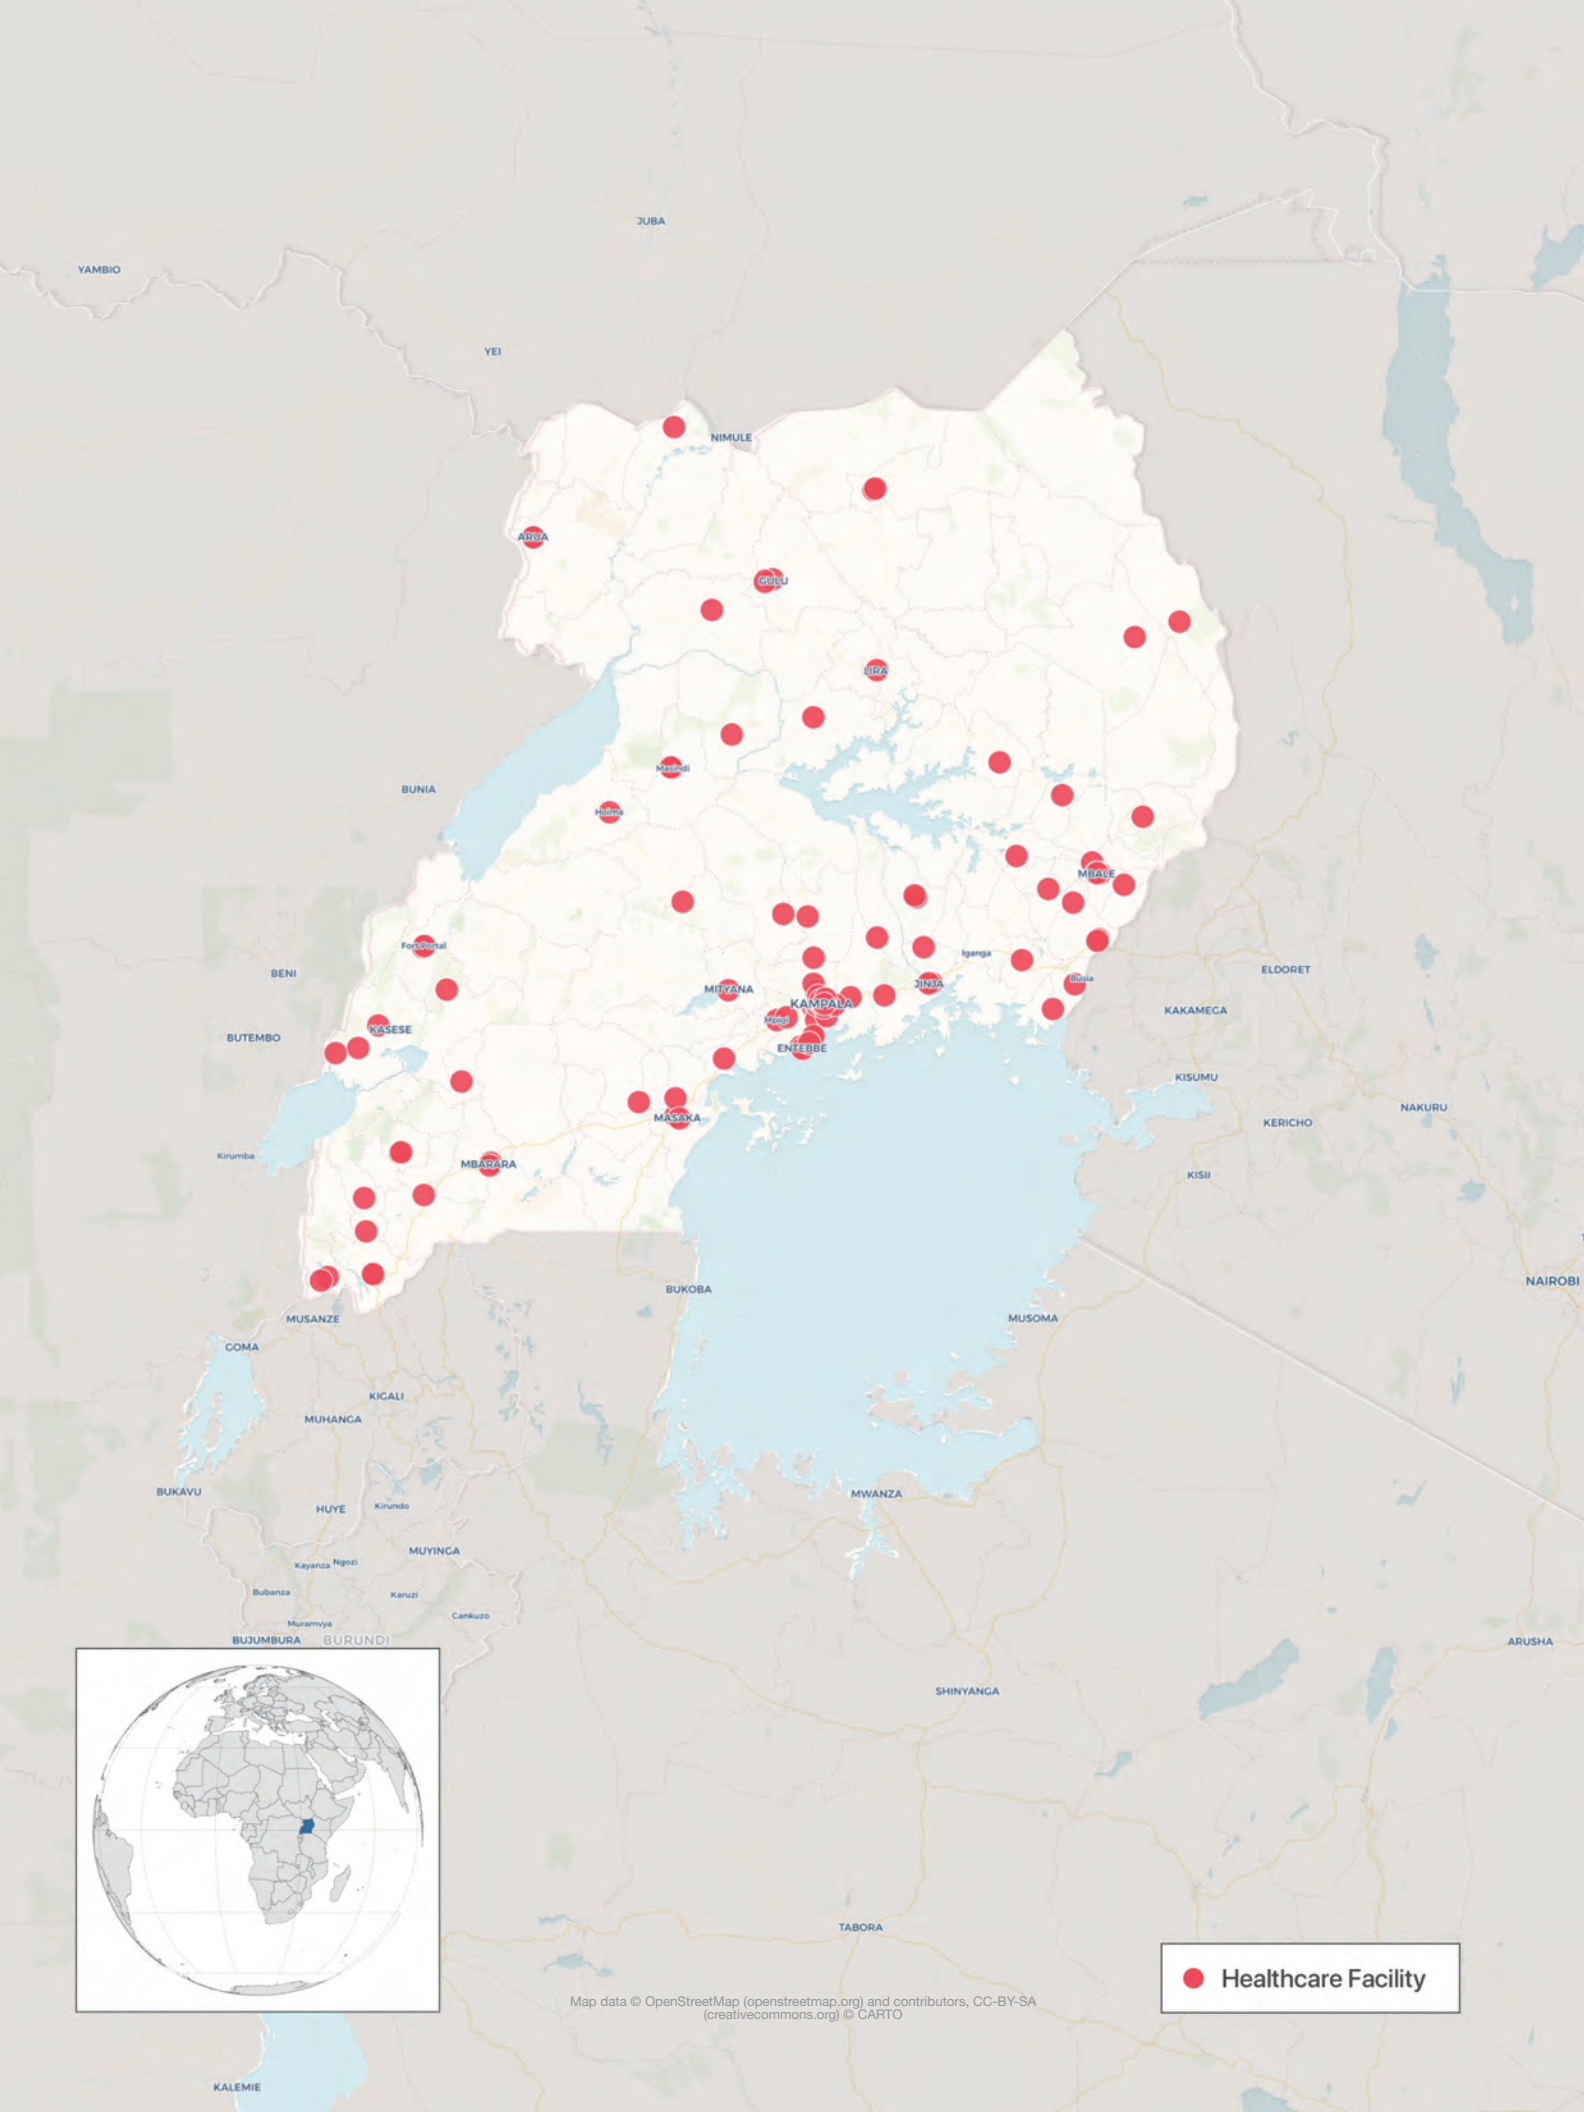 JUBA
YAMBIO
YEI
NIMULE
ARUA
GULU
LIRA
Masindi
BUNIA
Hoima
MBALE
Fort Portal
Iganga
BENI
ELDORET
Busia
JINJA
MITYANA
KAMPALA
KAKAMEGA
Mpigi
KASESE
BUTEMBO
ENTEBBE
KISUMU
NAKURU
MASAKA
KERICHO
Kirumba
MBARARA
KISII
NAIROBI
BUKOBA
MUSANZE
MUSOMA
GOMA
KIGALI
MUHANGA
BUKAVU
MWANZA
HUYE
Kirundo
MUYINGA
Kayanza
Ngozi
Bubanza
Karuzi
Cankuzo
Muramvya
BUJUMBURA
BURUNDI
ARUSHA
SHINYANGA
TABORA
Healthcare Facility
Map data © OpenStreetMap (openstreetmap.org) and contributors, CC-BY-SA
(creativecommons.org) © CARTO
KALEMIE